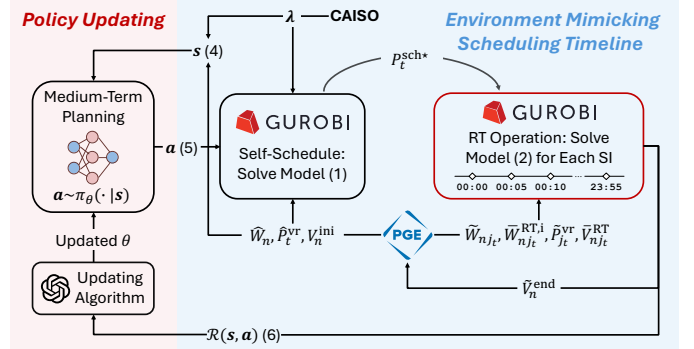 Policy Updating
Environment Mimicking
Scheduling Timeline
λ
CAISO
s (4)
P_t^{sch⋆}
Medium-Term
Planning
a~π_θ(· |s)
a (5)
GUROBI
Self-Schedule:
Solve Model (1)
GUROBI
RT Operation: Solve
Model (2) for Each SI
00:00 00:05 00:10 ... 23:55
Updated θ
Ŵ_n, P̂_t^{vr}, V_n^{ini}
PGE
W̃_{nj_t}, W̅_{nj_t}^{RT,i}, P̃_{j_t}^{vr}, V̅_{nj_t}^{RT}
Updating
Algorithm
Ṽ_n^{end}
ℛ(s, a) (6)